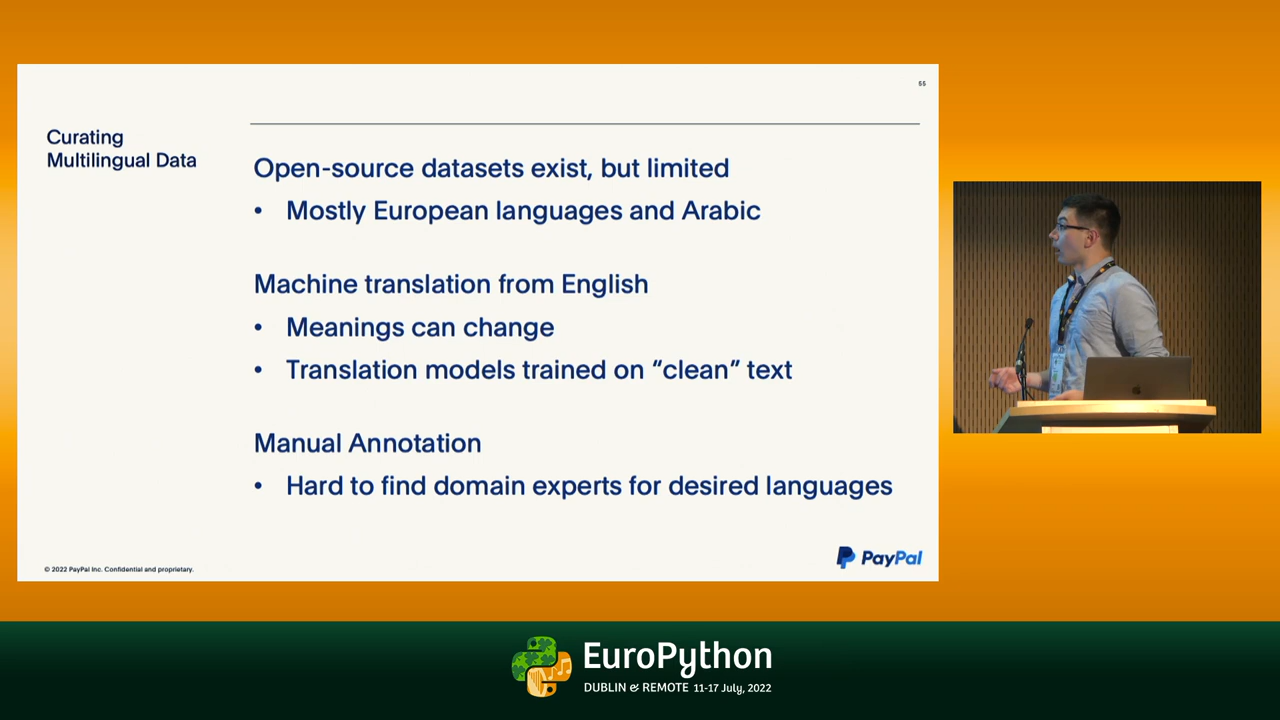 55
Curating
Multilingual Data
Open-source datasets exist, but limited
• Mostly European languages and Arabic
Machine translation from English
• Meanings can change
• Translation models trained on “clean” text
Manual Annotation
• Hard to find domain experts for desired languages
© 2022 PayPal Inc. Confidential and proprietary.
PayPal
EuroPython
DUBLIN & REMOTE 11-17 July, 2022